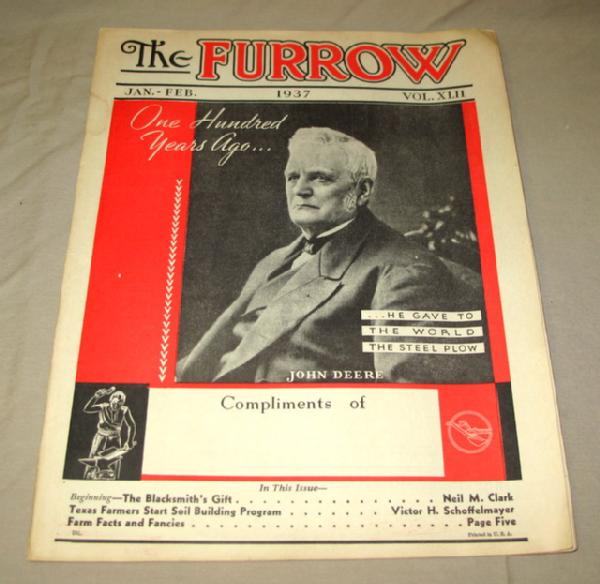 The FURROW
JAN.-FEB. 1937 VOL. XLII
One Hundred
Years Ago...
...HE GAVE TO
THE WORLD
THE STEEL PLOW
JOHN DEERE
Compliments of
In This Issue—
Beginning—The Blacksmith's Gift . . . . . . . . . . . . . . . . Neil M. Clark
Texas Farmers Start Soil Building Program . . . . . . . . Victor H. Schoffelmayer
Farm Facts and Fancies . . . . . . . . . . . . . . . . . . . . . . Page Five
Printed in U. S. A.